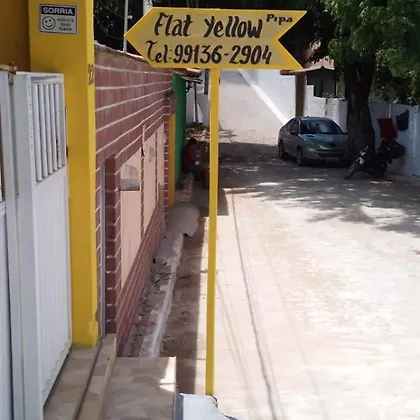 SORRIA
Flat Yellow Pipa
Tel:99136-2904